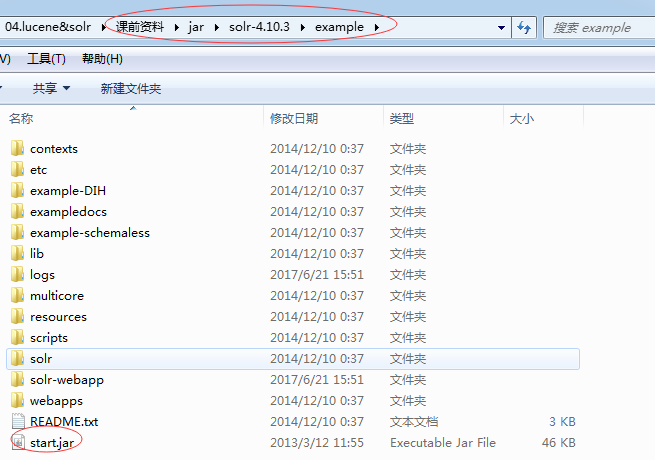 04.lucene&solr 课前资料 jar solr-4.10.3 example 搜索 example
V) 工具(T) 帮助(H)
共享 新建文件夹
名称 修改日期 类型 大小
contexts 2014/12/10 0:37 文件夹
etc 2014/12/10 0:37 文件夹
example-DIH 2014/12/10 0:37 文件夹
exampledocs 2014/12/10 0:37 文件夹
example-schemaless 2014/12/10 0:37 文件夹
lib 2014/12/10 0:37 文件夹
logs 2017/6/21 15:51 文件夹
multicore 2014/12/10 0:37 文件夹
resources 2014/12/10 0:37 文件夹
scripts 2014/12/10 0:37 文件夹
solr 2014/12/10 0:37 文件夹
solr-webapp 2017/6/21 15:51 文件夹
webapps 2014/12/10 0:37 文件夹
README.txt 2014/12/10 0:37 文本文档 3 KB
start.jar 2013/3/12 11:55 Executable Jar File 46 KB